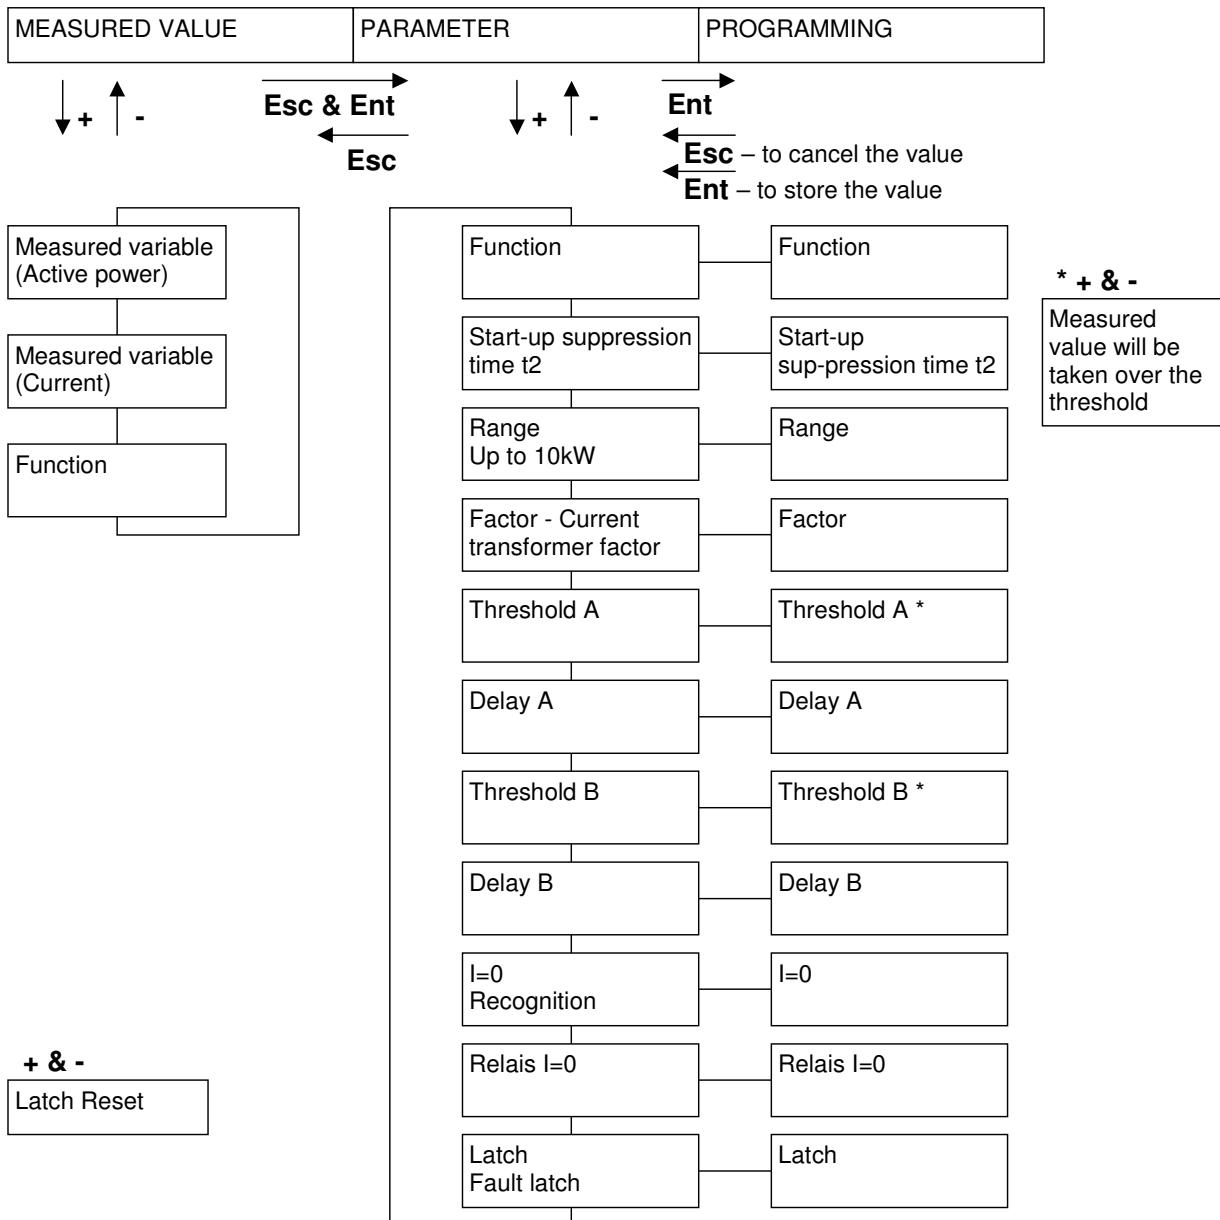 MEASURED VALUE
PARAMETER
PROGRAMMING
+ -
Esc & Ent
Esc
+ -
Ent
Esc – to cancel the value
Ent – to store the value
Measured variable
(Active power)
Measured variable
(Current)
Function
Function
Function
Start-up suppression
time t2
Start-up
sup-pression time t2
Range
Up to 10kW
Range
Factor - Current
transformer factor
Factor
Threshold A
Threshold A *
Delay A
Delay A
Threshold B
Threshold B *
Delay B
Delay B
I=0
Recognition
I=0
Relais I=0
Relais I=0
Latch
Fault latch
Latch
* + & -
Measured
value will be
taken over the
threshold
+ & -
Latch Reset